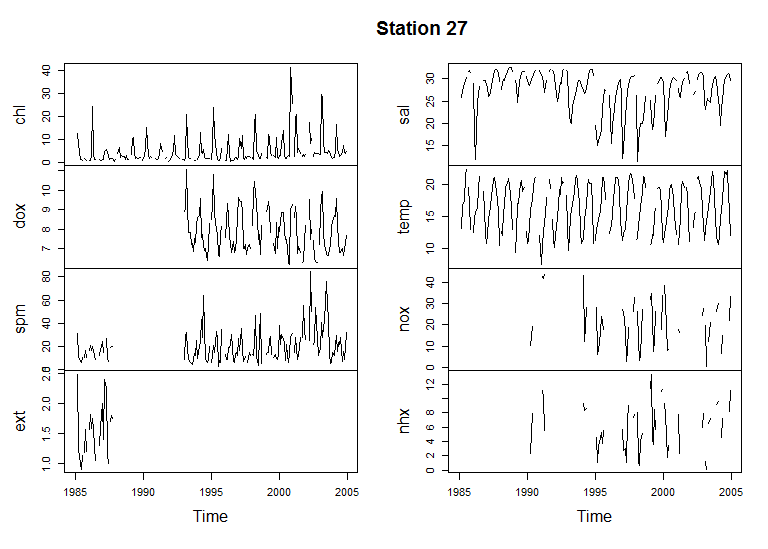 Station 27
chl
0 10 20 30 40
dox
7 8 9 10
spm
0 20 40 60 80
ext
1.0 1.5 2.0 2.5
1985 1990 1995 2000 2005
Time
sal
15 20 25 30
temp
10 15 20
nox
0 10 20 30 40
nhx
0 2 4 6 8 12
1985 1990 1995 2000 2005
Time